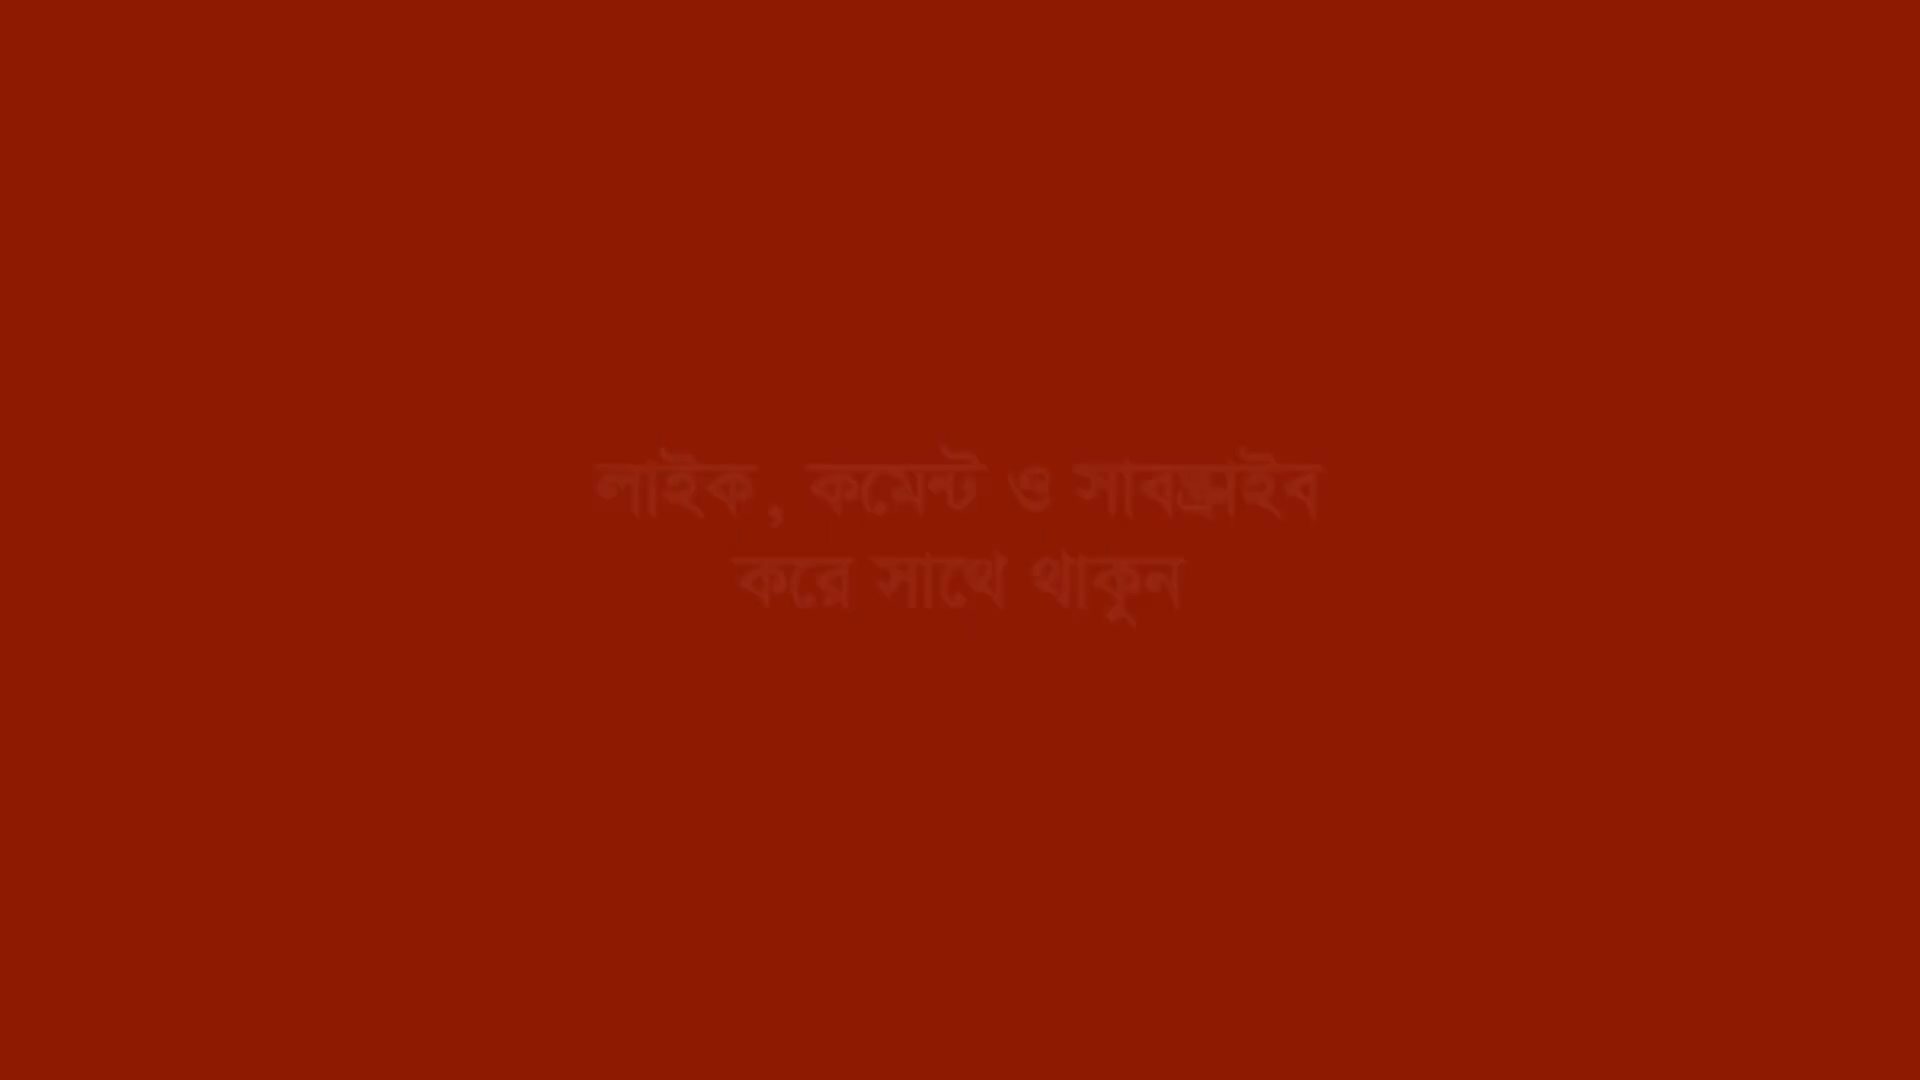 লাইক, কমেন্ট ও সাবস্ক্রাইব
করে সাথে থাকুন